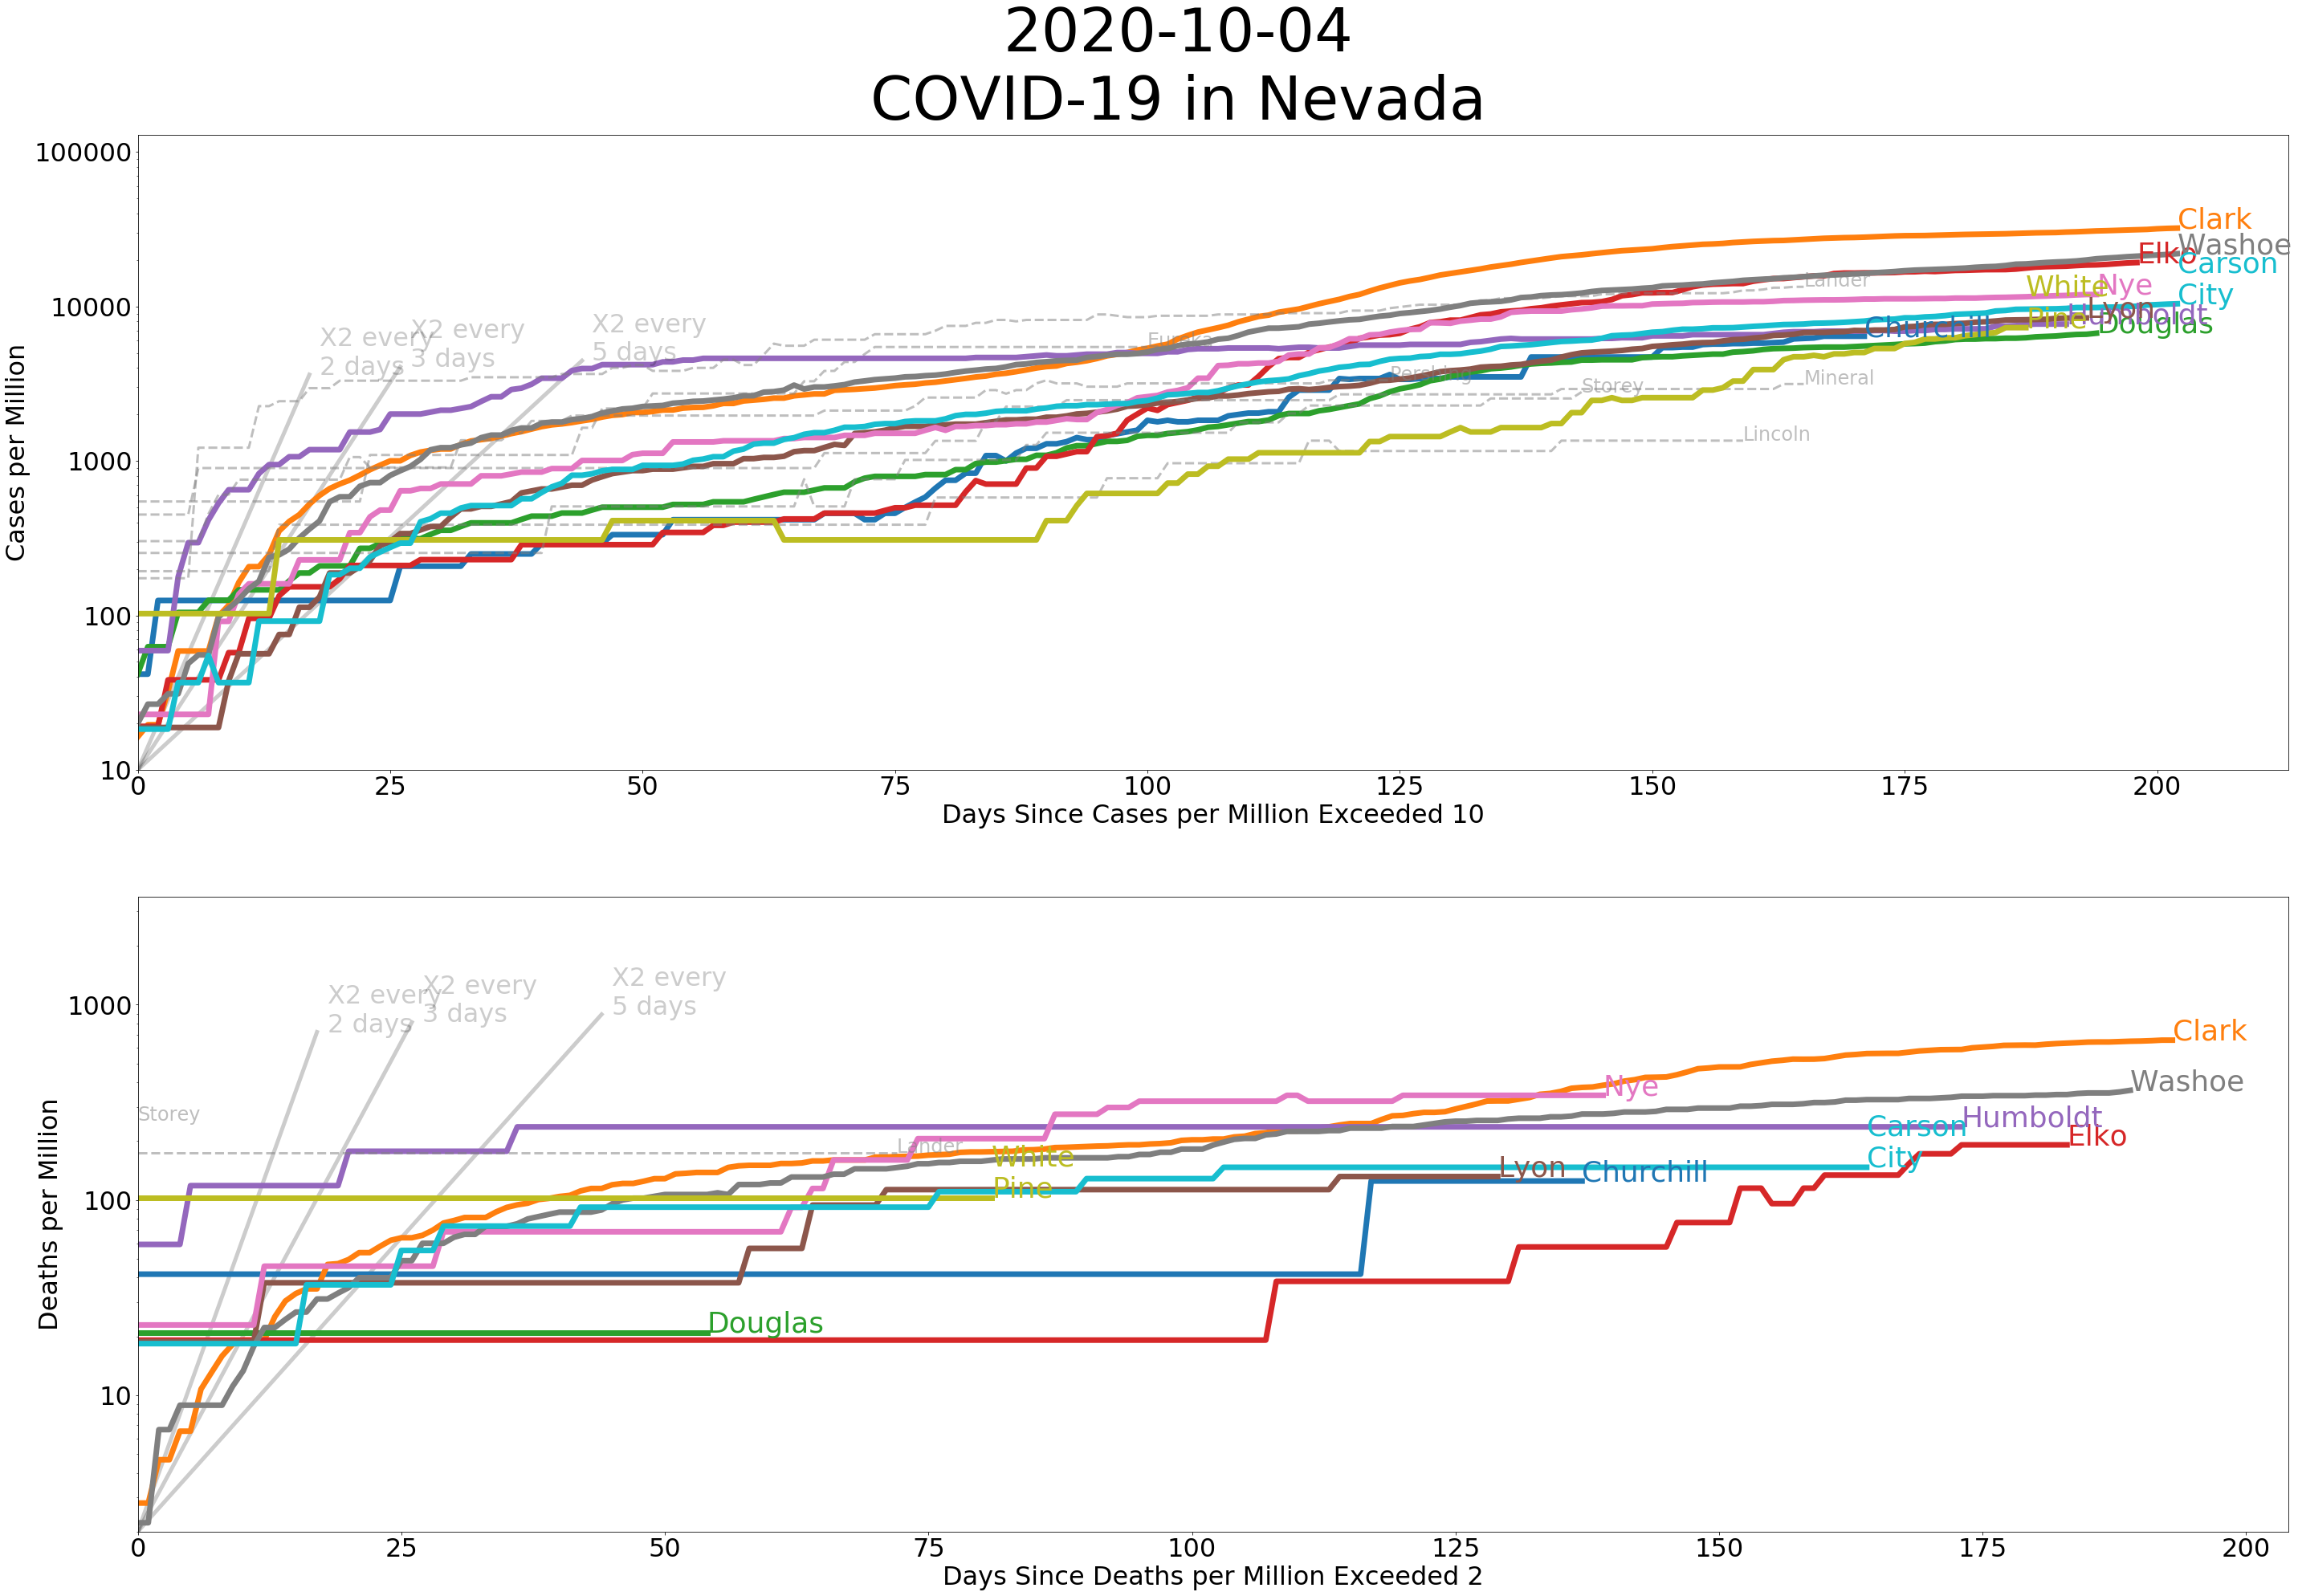 2020-10-04
COVID-19 in Nevada
100000
10000
1000
100
10
Cases per Million
X2 every
2 days
X2 every
3 days
X2 every
5 days
Clark
Washoe
Elko
Carson
City
Lander
White
Pine
Nye
Lyon
Humboldt
Churchill
Douglas
Eureka
Pershing
Storey
Mineral
Lincoln
0 25 50 75 100 125 150 175 200
Days Since Cases per Million Exceeded 10
1000
100
10
Deaths per Million
X2 every
2 days
X2 every
3 days
X2 every
5 days
Clark
Nye
Washoe
Storey
Humboldt
Carson
City
Elko
Lander
White
Pine
Lyon
Churchill
Douglas
0 25 50 75 100 125 150 175 200
Days Since Deaths per Million Exceeded 2